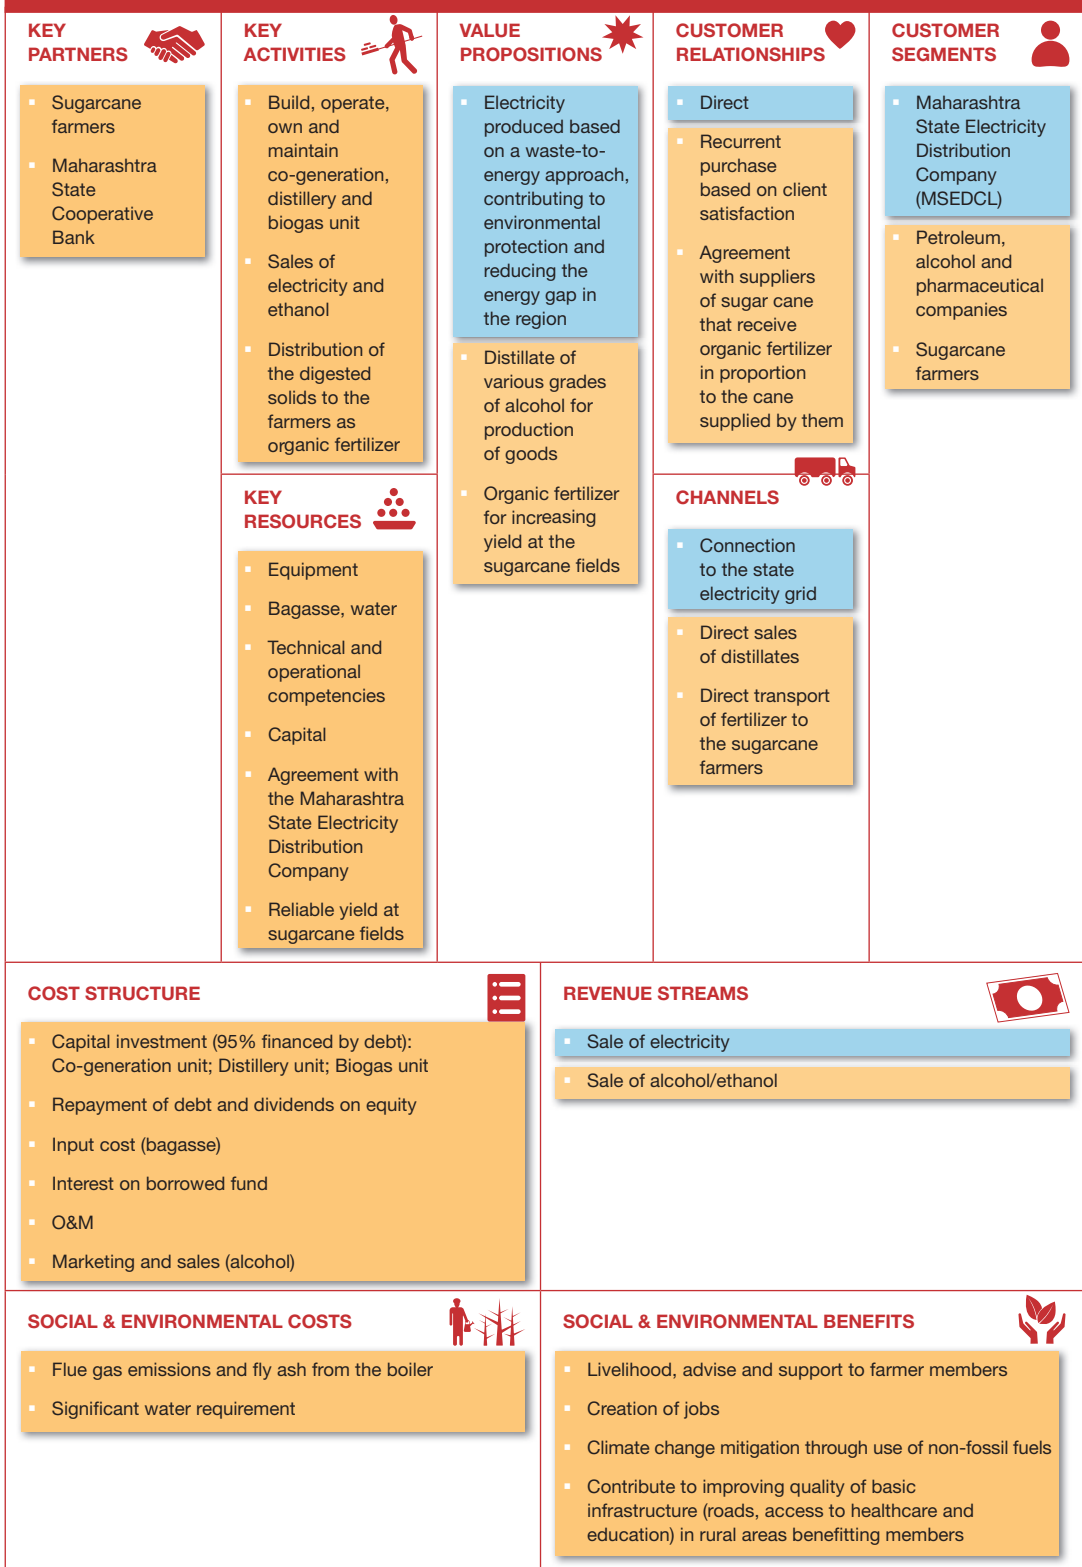 KEY
PARTNERS
▪ Sugarcane
farmers
▪ Maharashtra
State
Cooperative
Bank
KEY
ACTIVITIES
▪ Build, operate,
own and
maintain
co-generation,
distillery and
biogas unit
▪ Sales of
electricity and
ethanol
▪ Distribution of
the digested
solids to the
farmers as
organic fertilizer
KEY
RESOURCES
▪ Equipment
▪ Bagasse, water
▪ Technical and
operational
competencies
▪ Capital
▪ Agreement with
the Maharashtra
State Electricity
Distribution
Company
▪ Reliable yield at
sugarcane fields
VALUE
PROPOSITIONS
▪ Electricity
produced based
on a waste-to-
energy approach,
contributing to
environmental
protection and
reducing the
energy gap in
the region
▪ Distillate of
various grades
of alcohol for
production
of goods
▪ Organic fertilizer
for increasing
yield at the
sugarcane fields
CUSTOMER
RELATIONSHIPS
▪ Direct
▪ Recurrent
purchase
based on client
satisfaction
▪ Agreement
with suppliers
of sugar cane
that receive
organic fertilizer
in proportion
to the cane
supplied by them
CHANNELS
▪ Connection
to the state
electricity grid
▪ Direct sales
of distillates
▪ Direct transport
of fertilizer to
the sugarcane
farmers
CUSTOMER
SEGMENTS
▪ Maharashtra
State Electricity
Distribution
Company
(MSEDCL)
▪ Petroleum,
alcohol and
pharmaceutical
companies
▪ Sugarcane
farmers
COST STRUCTURE
▪ Capital investment (95% financed by debt):
Co-generation unit; Distillery unit; Biogas unit
▪ Repayment of debt and dividends on equity
▪ Input cost (bagasse)
▪ Interest on borrowed fund
▪ O&M
▪ Marketing and sales (alcohol)
REVENUE STREAMS
▪ Sale of electricity
▪ Sale of alcohol/ethanol
SOCIAL & ENVIRONMENTAL COSTS
▪ Flue gas emissions and fly ash from the boiler
▪ Significant water requirement
SOCIAL & ENVIRONMENTAL BENEFITS
▪ Livelihood, advise and support to farmer members
▪ Creation of jobs
▪ Climate change mitigation through use of non-fossil fuels
▪ Contribute to improving quality of basic
infrastructure (roads, access to healthcare and
education) in rural areas benefitting members